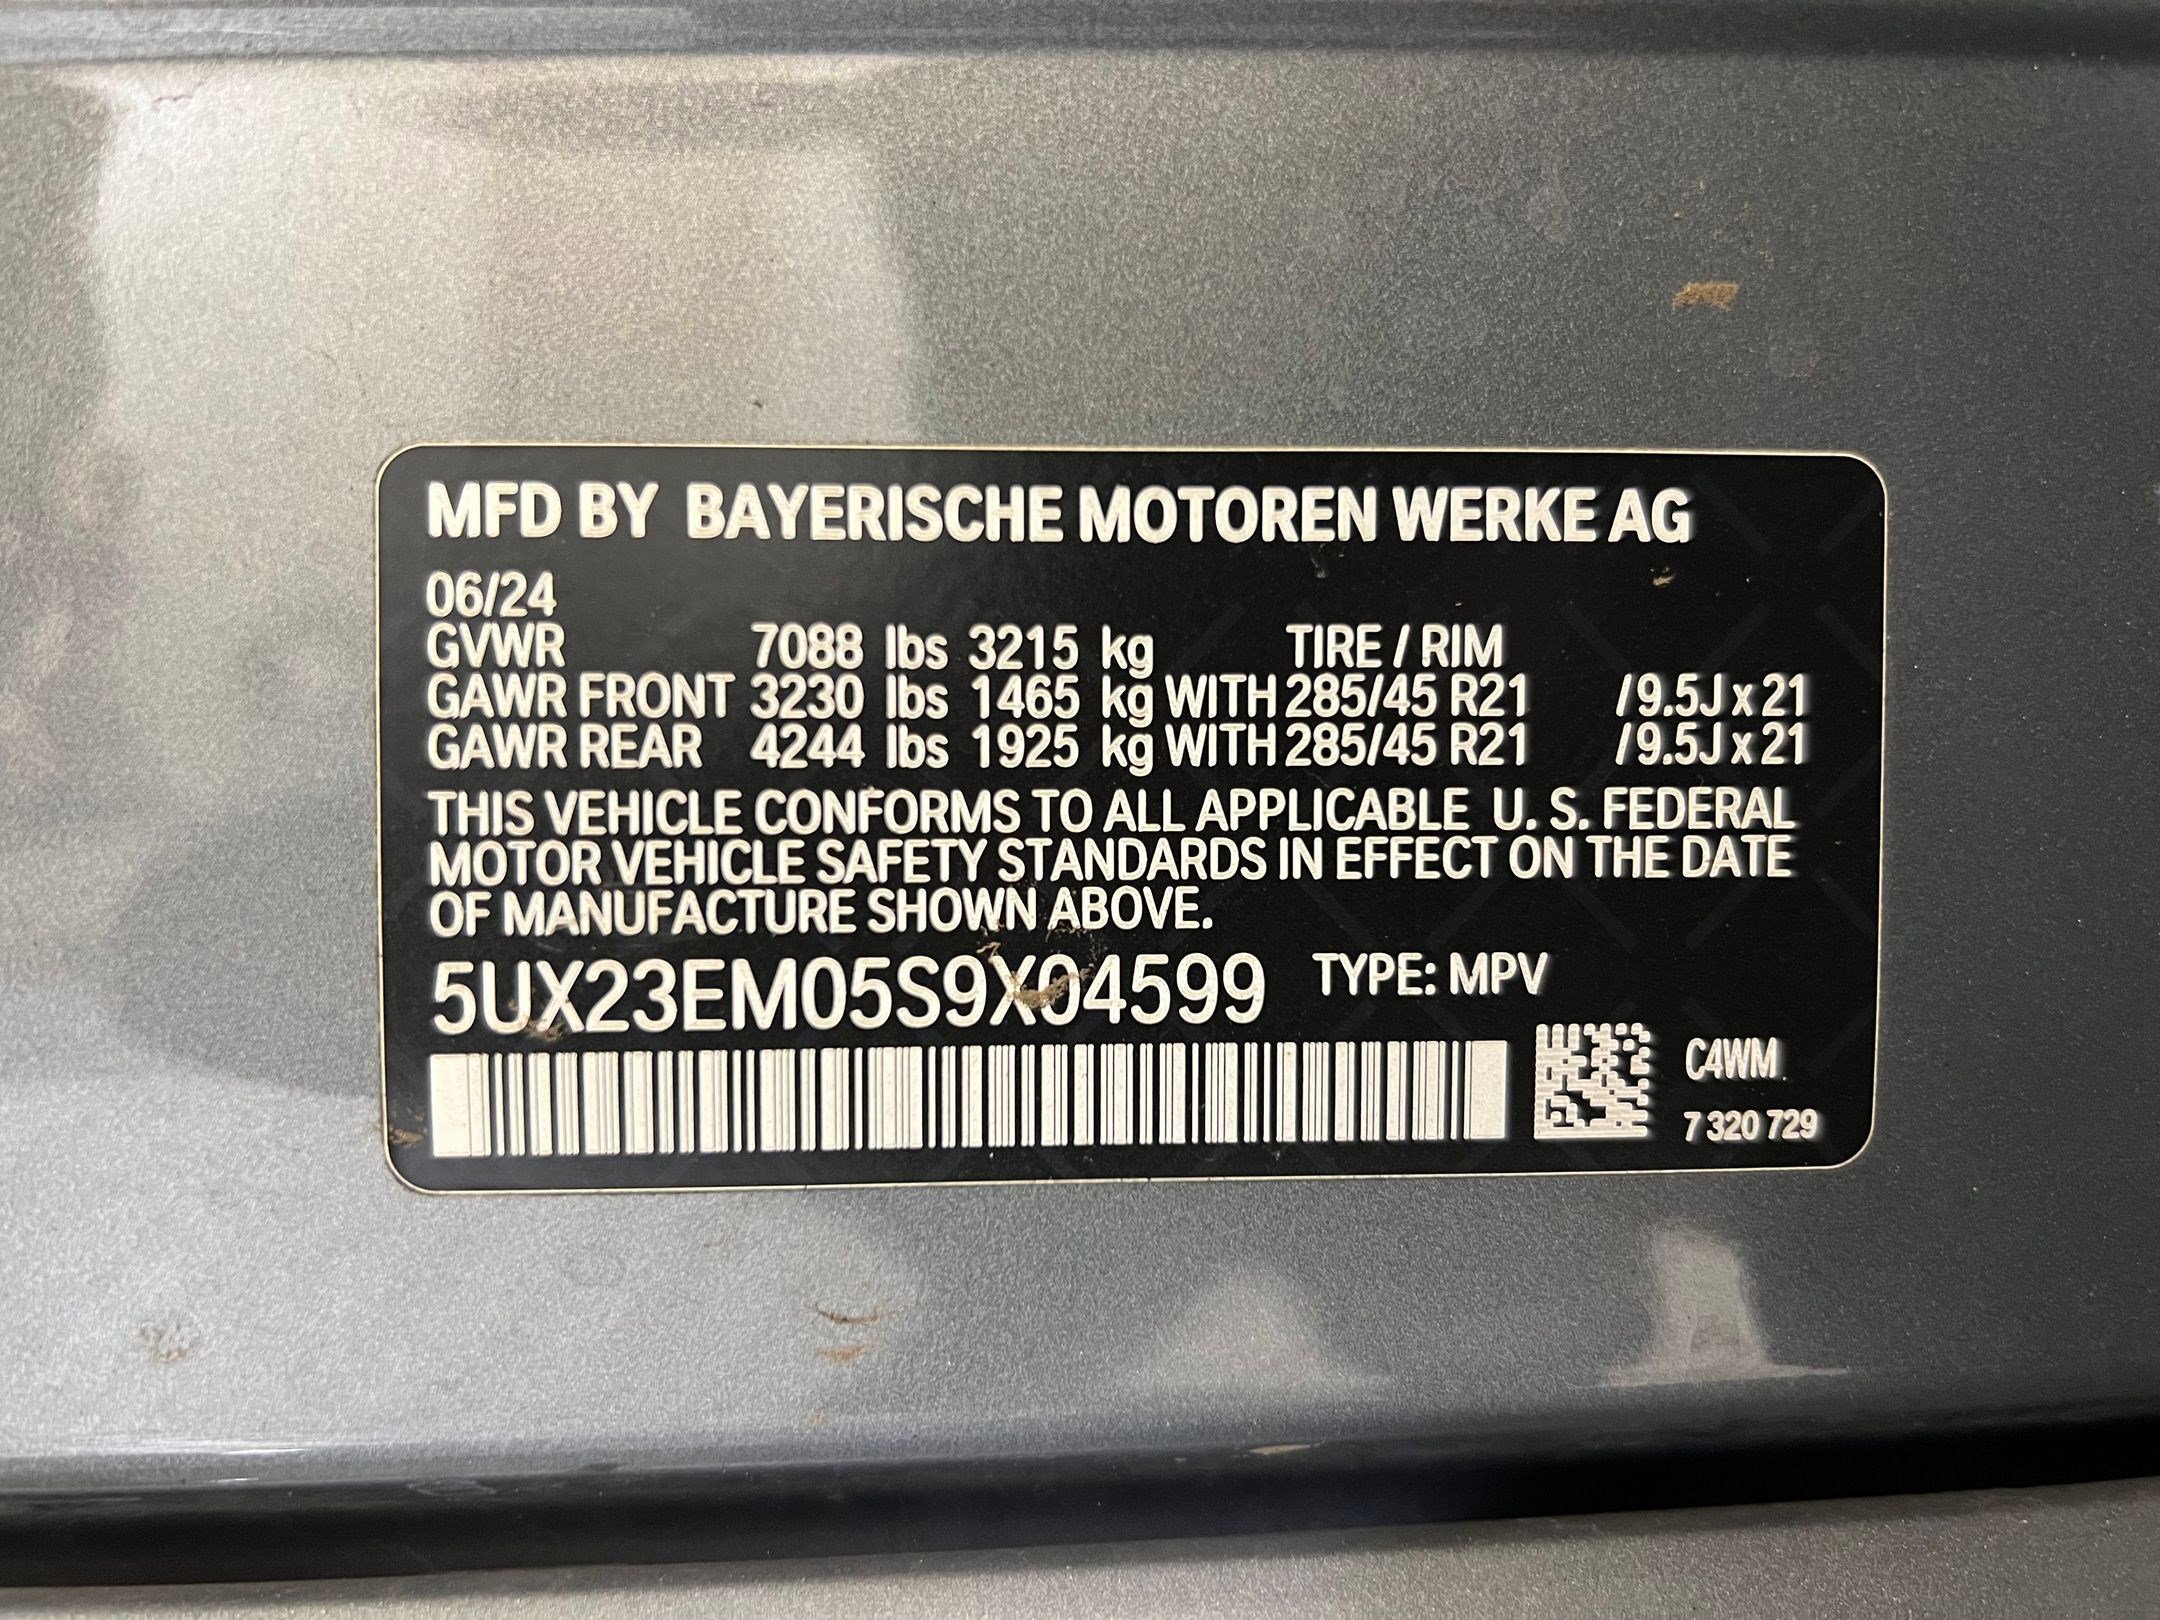 MFD BY BAYERISCHE MOTOREN WERKE AG
06/24
GVWR 7088 lbs 3215 kg TIRE / RIM
GAWR FRONT 3230 lbs 1465 kg WITH 285/45 R21 /9.5J x 21
GAWR REAR 4244 lbs 1925 kg WITH 285/45 R21 /9.5J x 21
THIS VEHICLE CONFORMS TO ALL APPLICABLE U. S. FEDERAL
MOTOR VEHICLE SAFETY STANDARDS IN EFFECT ON THE DATE
OF MANUFACTURE SHOWN ABOVE.
5UX23EM05S9X04599 TYPE: MPV
C4WM
7 320 729